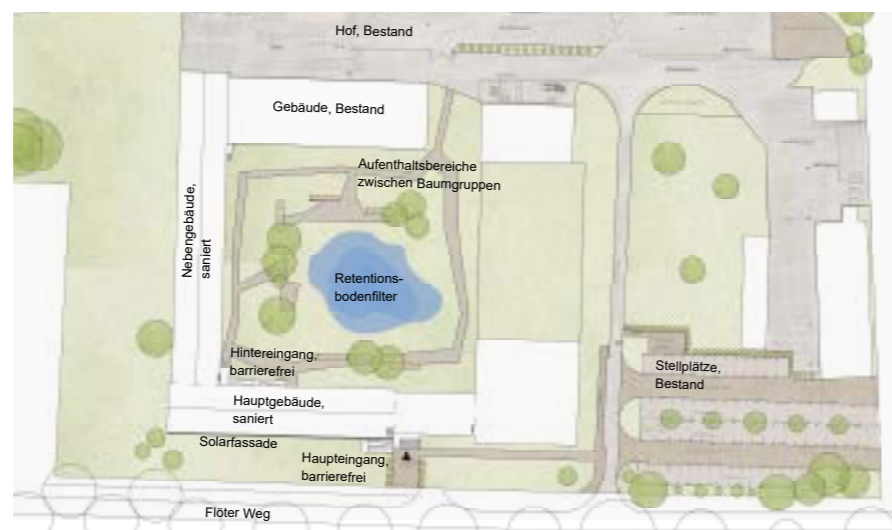 Hof, Bestand
Gebäude, Bestand
Aufenthaltsbereiche
zwischen Baumgruppen
Nebengebäude,
saniert
Retentions-
bodenfilter
Hintereingang,
barrierefrei
Stellplätze,
Bestand
Hauptgebäude,
saniert
Solarfassade
Haupteingang,
barrierefrei
Flöter Weg